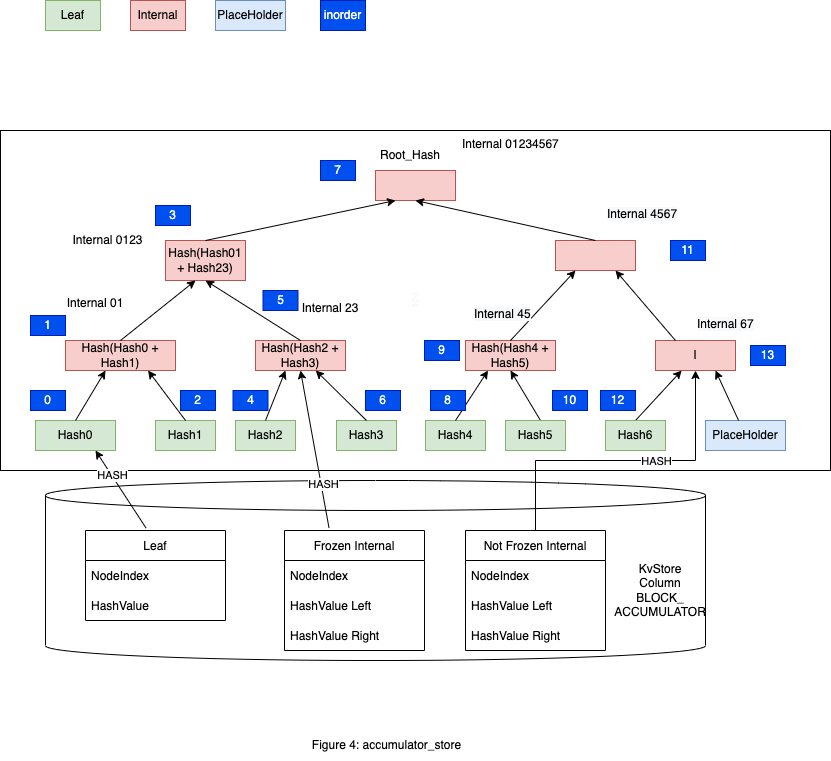 Leaf
Internal
PlaceHolder
inorder
Internal 01234567
Root_Hash
7
3
Internal 4567
Internal 0123
Hash(Hash01
+ Hash23)
11
5
Internal 01
Internal 23
Internal 45
1
Internal 67
Hash(Hash0 +
Hash1)
Hash(Hash2 +
Hash3)
9
Hash(Hash4 +
Hash5)
I
13
0
2
4
6
8
10
12
Hash0
Hash1
Hash2
Hash3
Hash4
Hash5
Hash6
PlaceHolder
HASH
HASH
HASH
Leaf
NodeIndex
HashValue
Frozen Internal
NodeIndex
HashValue Left
HashValue Right
Not Frozen Internal
NodeIndex
HashValue Left
HashValue Right
KvStore
Column
BLOCK_
ACCUMULATOR
Figure 4: accumulator_store